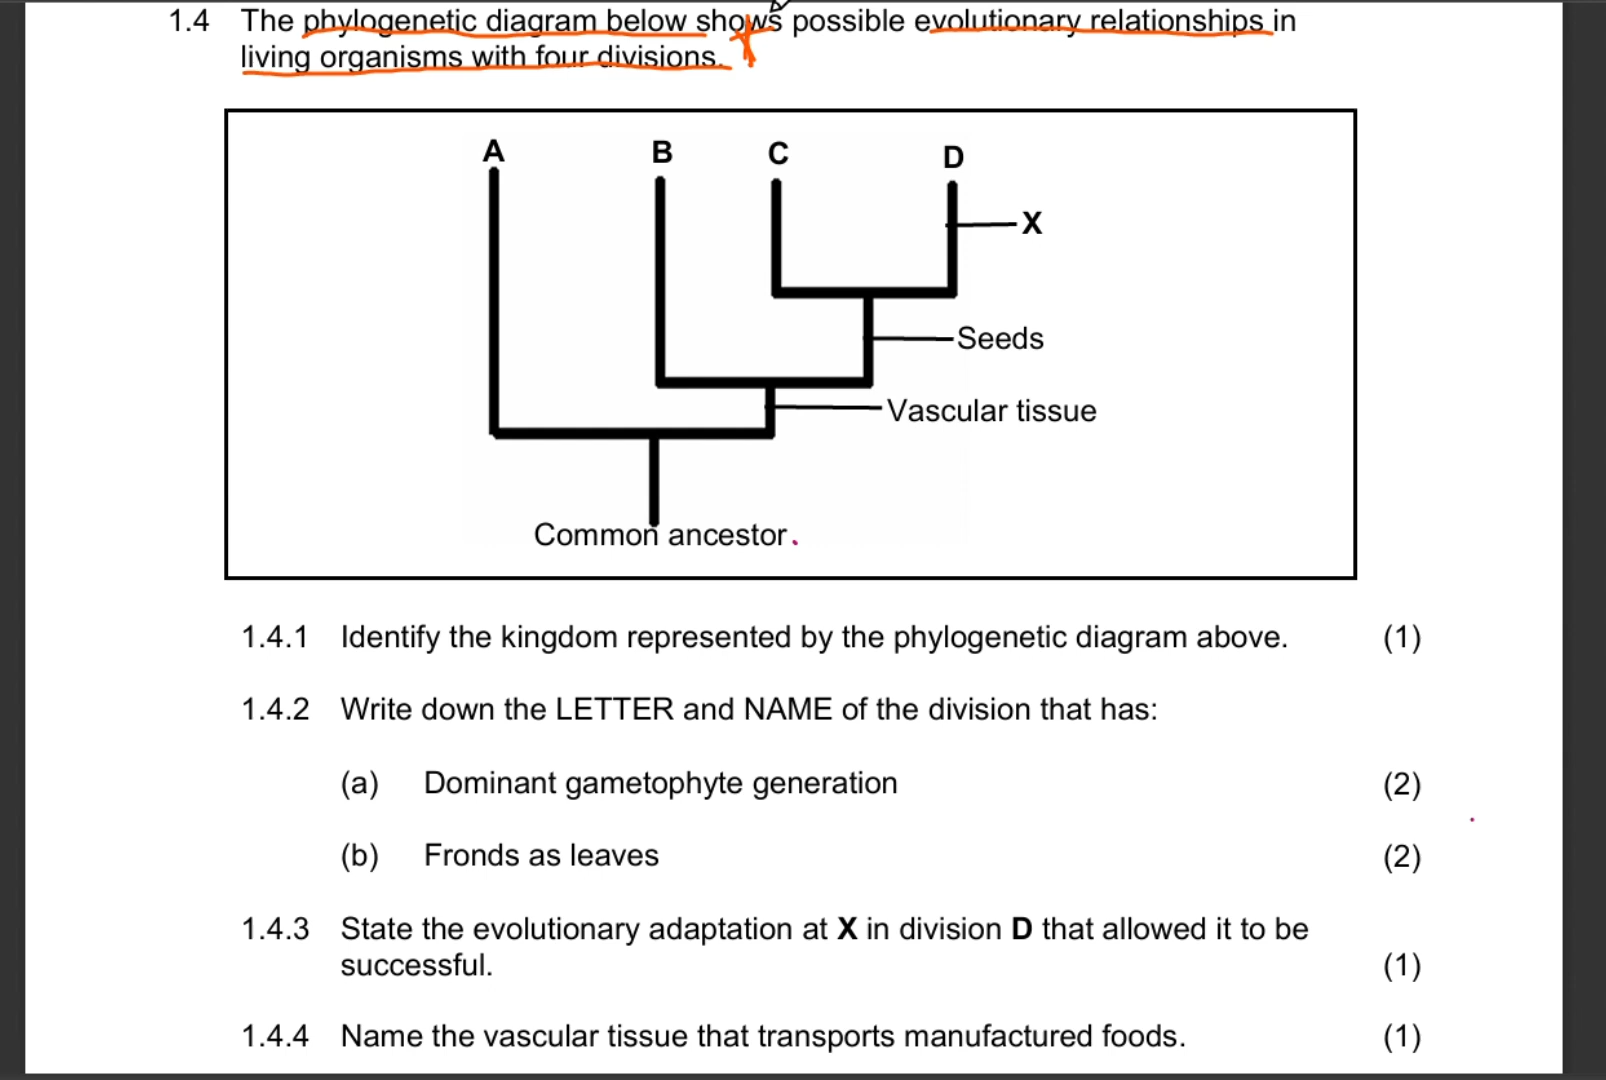 1.4 The phylogenetic diagram below shows possible evolutionary relationships in
living organisms with four divisions.
A B C D
X
Seeds
Vascular tissue
Common ancestor.
1.4.1 Identify the kingdom represented by the phylogenetic diagram above. (1)
1.4.2 Write down the LETTER and NAME of the division that has:
(a) Dominant gametophyte generation (2)
(b) Fronds as leaves (2)
1.4.3 State the evolutionary adaptation at X in division D that allowed it to be
successful. (1)
1.4.4 Name the vascular tissue that transports manufactured foods. (1)